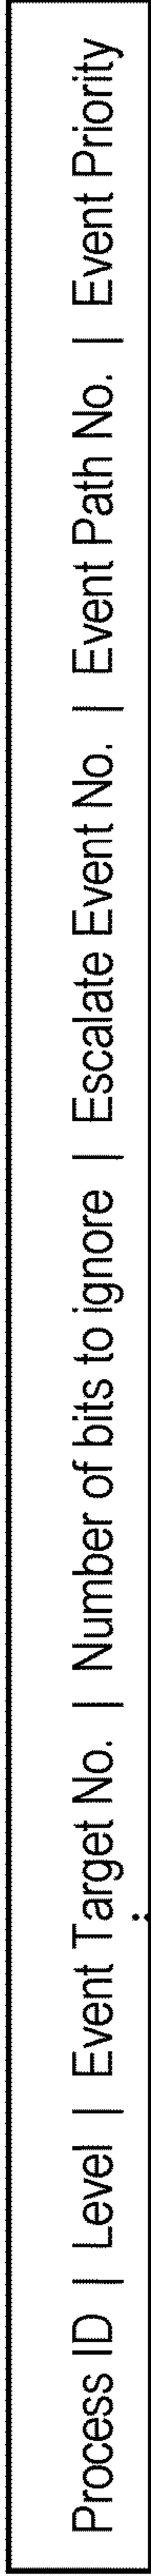 Process ID | Level | Event Target No. | Number of bits to ignore | Escalate Event No. | Event Path No. | Event Priority